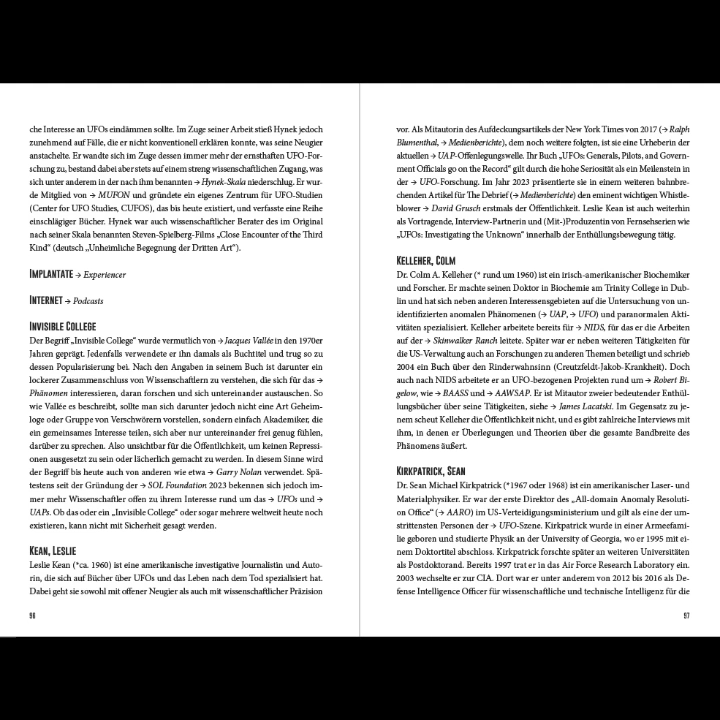 che Interesse an UFOs eindämmen sollte. Im Zuge seiner Arbeit stieß Hynek jedoch
zunehmend auf Fälle, die er nicht konventionell erklären konnte, was seine Neugier
anstachelte. Er wandte sich im Zuge dessen immer mehr der ernsthaften UFO-For-
schung zu, bestand dabei aber stets auf einem streng wissenschaftlichen Zugang, was
sich unter anderem in der nach ihm benannten → Hynek-Skala niederschlug. Er wur-
de Mitglied von → MUFON und gründete ein eigenes Zentrum für UFO-Studien
(Center for UFO Studies, CUFOS), das bis heute existiert, und verfasste eine Reihe
einschlägiger Bücher. Hynek war auch wissenschaftlicher Berater des im Original
nach seiner Skala benannten Steven-Spielberg-Films „Close Encounter of the Third
Kind“ (deutsch „Unheimliche Begegnung der Dritten Art“).
IMPLANTATE → Experiencer
INTERNET → Podcasts
INVISIBLE COLLEGE
Der Begriff „Invisible College“ wurde vermutlich von → Jacques Vallée in den 1970er
Jahren geprägt. Jedenfalls verwendete er ihn damals als Buchtitel und trug so zu
dessen Popularisierung bei. Nach den Angaben in seinem Buch ist darunter ein
lockerer Zusammenschluss von Wissenschaftlern zu verstehen, die sich für das →
Phänomen interessieren, daran forschen und sich untereinander austauschen. So
wie Vallée es beschreibt, sollte man sich darunter jedoch nicht eine Art Geheim-
loge oder Gruppe von Verschwörern vorstellen, sondern einfach Akademiker, die
ein gemeinsames Interesse teilen, sich aber nur untereinander frei genug fühlen,
darüber zu sprechen. Also unsichtbar für die Öffentlichkeit, um keinen Repressi-
onen ausgesetzt zu sein oder lächerlich gemacht zu werden. In diesem Sinne wird
der Begriff bis heute auch von anderen wie etwa → Garry Nolan verwendet. Spä-
testens seit der Gründung der → SOL Foundation 2023 bekennen sich jedoch im-
mer mehr Wissenschaftler offen zu ihrem Interesse rund um das → UFOs und →
UAPs. Ob das oder ein „Invisible College“ oder sogar mehrere weltweit heute noch
existieren, kann nicht mit Sicherheit gesagt werden.
KEAN, LESLIE
Leslie Kean (*ca. 1960) ist eine amerikanische investigative Journalistin und Auto-
rin, die sich auf Bücher über UFOs und das Leben nach dem Tod spezialisiert hat.
Dabei geht sie sowohl mit offener Neugier als auch mit wissenschaftlicher Präzision
96
vor. Als Mitautorin des Aufdeckungsartikels der New York Times von 2017 (→ Ralph
Blumenthal, → Medienberichte), dem noch weitere folgten, ist sie eine Urheberin der
aktuellen → UAP-Offenlegungswelle. Ihr Buch „UFOs: Generals, Pilots, and Govern-
ment Officials go on the Record“ gilt durch die hohe Seriosität als ein Meilenstein in
der → UFO-Forschung. Im Jahr 2023 präsentierte sie in einem weiteren bahnbre-
chenden Artikel für The Debrief (→ Medienberichte) den eminent wichtigen Whistle-
blower → David Grusch erstmals der Öffentlichkeit. Leslie Kean ist auch weiterhin
als Vortragende, Interview-Partnerin und (Mit-)Produzentin von Fernsehserien wie
„UFOs: Investigating the Unknown“ innerhalb der Enthüllungsbewegung tätig.
KELLEHER, COLM
Dr. Colm A. Kelleher (* rund um 1960) ist ein irisch-amerikanischer Biochemiker
und Forscher. Er machte seinen Doktor in Biochemie am Trinity College in Dub-
lin und hat sich neben anderen Interessensgebieten auf die Untersuchung von un-
identifizierten anomalen Phänomenen (→ UAP, → UFO) und paranormalen Akti-
vitäten spezialisiert. Kelleher arbeitete bereits für → NIDS, für das er die Arbeiten
auf der → Skinwalker Ranch leitete. Später war er neben weiteren Tätigkeiten für
die US-Verwaltung auch an Forschungen zu anderen Themen beteiligt und schrieb
2004 ein Buch über den Rinderwahnsinn (Creutzfeldt-Jakob-Krankheit). Doch
auch nach NIDS arbeitete er an UFO-bezogenen Projekten rund um → Robert Bi-
gelow, wie → BAASS und → AAWSAP. Er ist Mitautor zweier bedeutender Enthül-
lungsbücher über seine Tätigkeiten, siehe → James Lacatski. Im Gegensatz zu je-
nem scheut Kelleher die Öffentlichkeit nicht, und es gibt zahlreiche Interviews mit
ihm, in denen er Überlegungen und Theorien über die gesamte Bandbreite des
Phänomens äußert.
KIRKPATRICK, SEAN
Dr. Sean Michael Kirkpatrick (*1967 oder 1968) ist ein amerikanischer Laser- und
Materialphysiker. Er war der erste Direktor des „All-domain Anomaly Resoluti-
on Office“ (→ AARO) im US-Verteidigungsministerium und gilt als eine der um-
strittensten Personen der → UFO-Szene. Kirkpatrick wurde in einer Armeefami-
lie geboren und studierte Physik an der University of Georgia, wo er 1995 mit ei-
nem Doktortitel abschloss. Kirkpatrick forschte später an weiteren Universitäten
als Postdoktorand. Bereits 1997 trat er in das Air Force Research Laboratory ein.
2003 wechselte er zur CIA. Dort war er unter anderem von 2012 bis 2016 als De-
fense Intelligence Officer für wissenschaftliche und technische Intelligenz für die
97